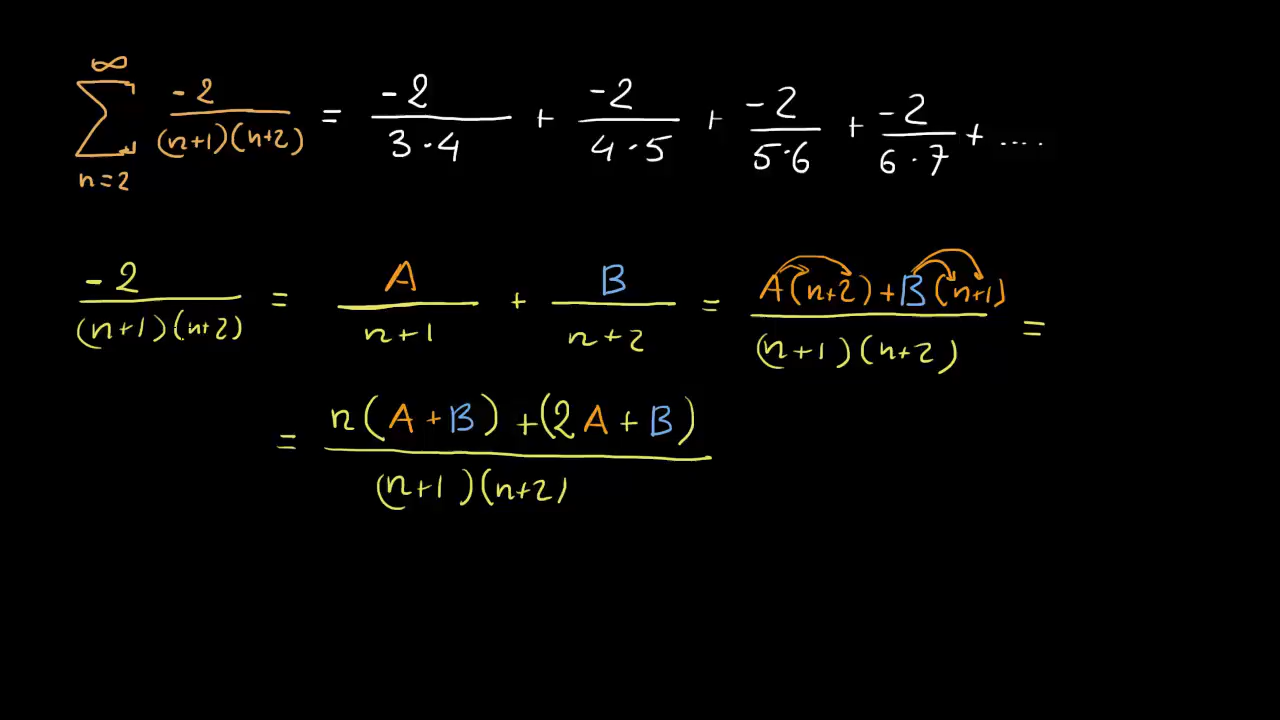 ∑_{n=2}^{∞} -2/((n+1)(n+2)) = -2/(3·4) + -2/(4·5) + -2/(5·6) + -2/(6·7) + ....
-2/((n+1)(n+2)) = A/(n+1) + B/(n+2) = (A(n+2)+B(n+1))/((n+1)(n+2)) =
= (n(A+B)+(2A+B))/((n+1)(n+2))